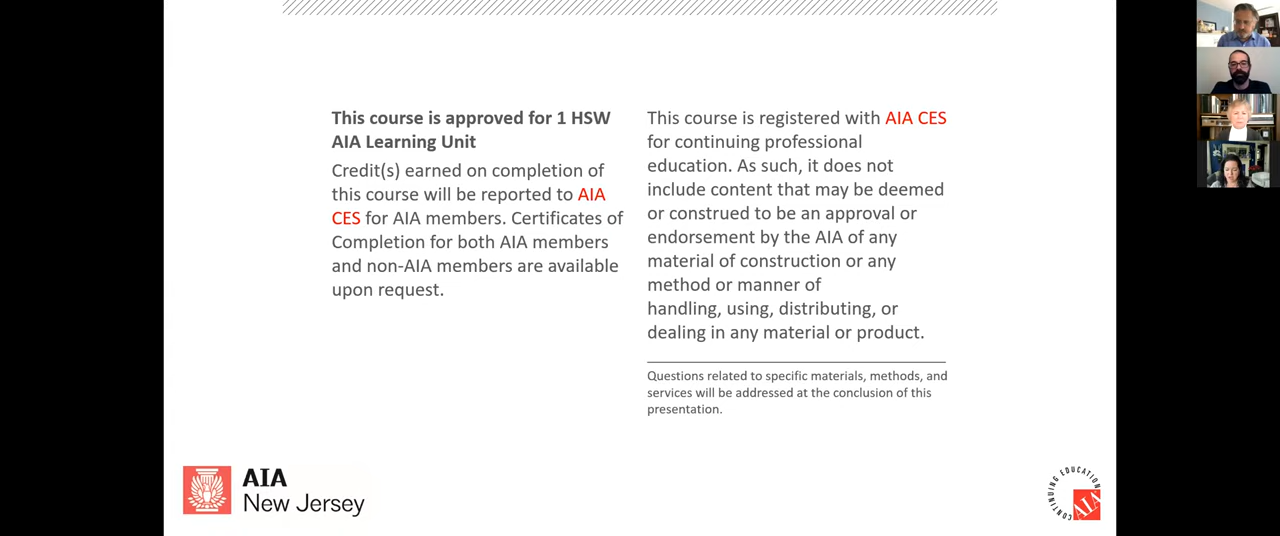 This course is approved for 1 HSW
AIA Learning Unit
Credit(s) earned on completion of
this course will be reported to AIA
CES for AIA members. Certificates of
Completion for both AIA members
and non-AIA members are available
upon request.
This course is registered with AIA CES
for continuing professional
education. As such, it does not
include content that may be deemed
or construed to be an approval or
endorsement by the AIA of any
material of construction or any
method or manner of
handling, using, distributing, or
dealing in any material or product.
Questions related to specific materials, methods, and
services will be addressed at the conclusion of this
presentation.
AIA
New Jersey
CONTINUING EDUCATION
AIA